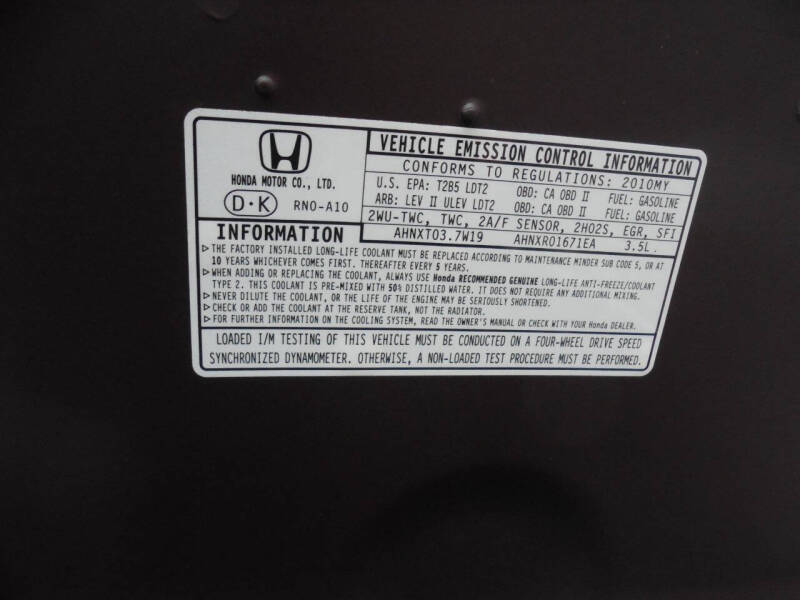 H
HONDA MOTOR CO., LTD.
D·K RN0-A10
VEHICLE EMISSION CONTROL INFORMATION
CONFORMS TO REGULATIONS: 2010MY
U.S. EPA: T2B5 LDT2 OBD: CA OBD II FUEL: GASOLINE
ARB: LEV II ULEV LDT2 OBD: CA OBD II FUEL: GASOLINE
2WU-TWC, TWC, 2A/F SENSOR, 2HO2S, EGR, SFI
AHNXT03.7W19 AHNXR0167IEA 3.5L.
INFORMATION
▷THE FACTORY INSTALLED LONG-LIFE COOLANT MUST BE REPLACED ACCORDING TO MAINTENANCE MINDER SUB CODE 5, OR AT
10 YEARS WHICHEVER COMES FIRST. THEREAFTER EVERY 5 YEARS.
▷WHEN ADDING OR REPLACING THE COOLANT, ALWAYS USE Honda RECOMMENDED GENUINE LONG-LIFE ANTI-FREEZE/COOLANT
TYPE 2. THIS COOLANT IS PRE-MIXED WITH 50% DISTILLED WATER. IT DOES NOT REQUIRE ANY ADDITIONAL MIXING.
▷NEVER DILUTE THE COOLANT, OR THE LIFE OF THE ENGINE MAY BE SERIOUSLY SHORTENED.
▷CHECK OR ADD THE COOLANT AT THE RESERVE TANK, NOT THE RADIATOR.
▷FOR FURTHER INFORMATION ON THE COOLING SYSTEM, READ THE OWNER'S MANUAL OR CHECK WITH YOUR Honda DEALER.
LOADED I/M TESTING OF THIS VEHICLE MUST BE CONDUCTED ON A FOUR-WHEEL DRIVE SPEED
SYNCHRONIZED DYNAMOMETER. OTHERWISE, A NON-LOADED TEST PROCEDURE MUST BE PERFORMED.